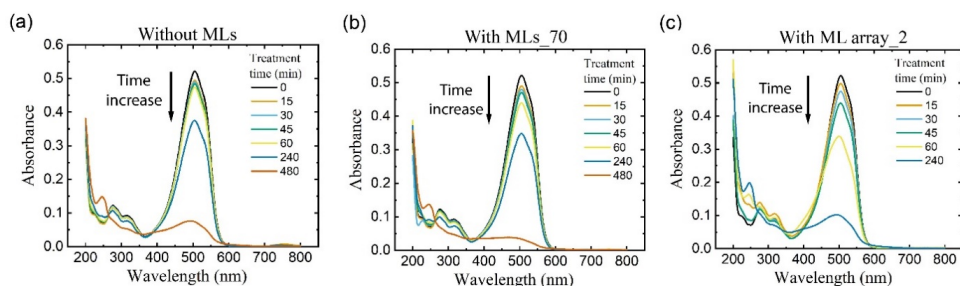 (a)
Without MLs
Absorbance
0.6
0.5
0.4
0.3
0.2
0.1
0.0
Time
increase
Treatment
time (min)
0
15
30
45
60
240
480
200 300 400 500 600 700 800
Wavelength (nm)
(b)
With MLs_70
Absorbance
0.6
0.5
0.4
0.3
0.2
0.1
0.0
Time
increase
Treatment
time (min)
0
15
30
45
60
240
480
200 300 400 500 600 700 800
Wavelength (nm)
(c)
With ML array_2
Absorbance
0.6
0.5
0.4
0.3
0.2
0.1
0.0
Time
increase
Treatment
time (min)
0
15
30
45
60
240
200 300 400 500 600 700 800
Wavelength (nm)